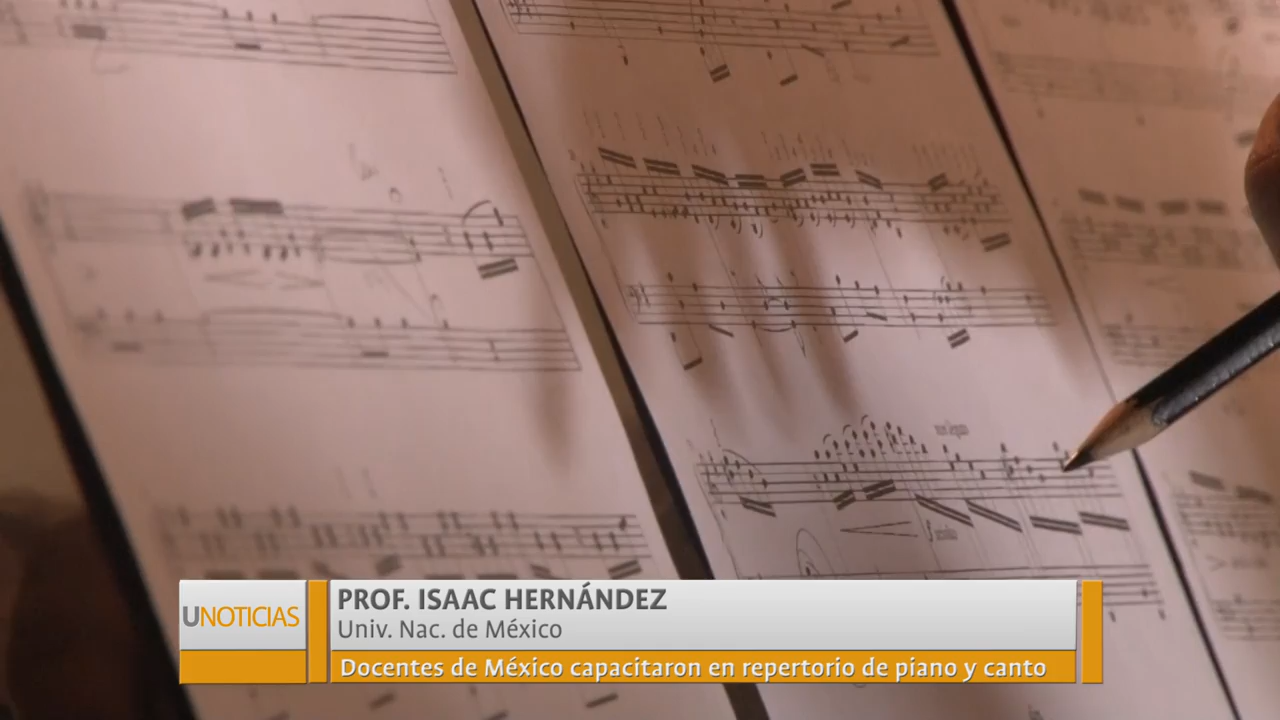 UNOTICIAS
PROF. ISAAC HERNÁNDEZ
Univ. Nac. de México
Docentes de México capacitaron en repertorio de piano y canto